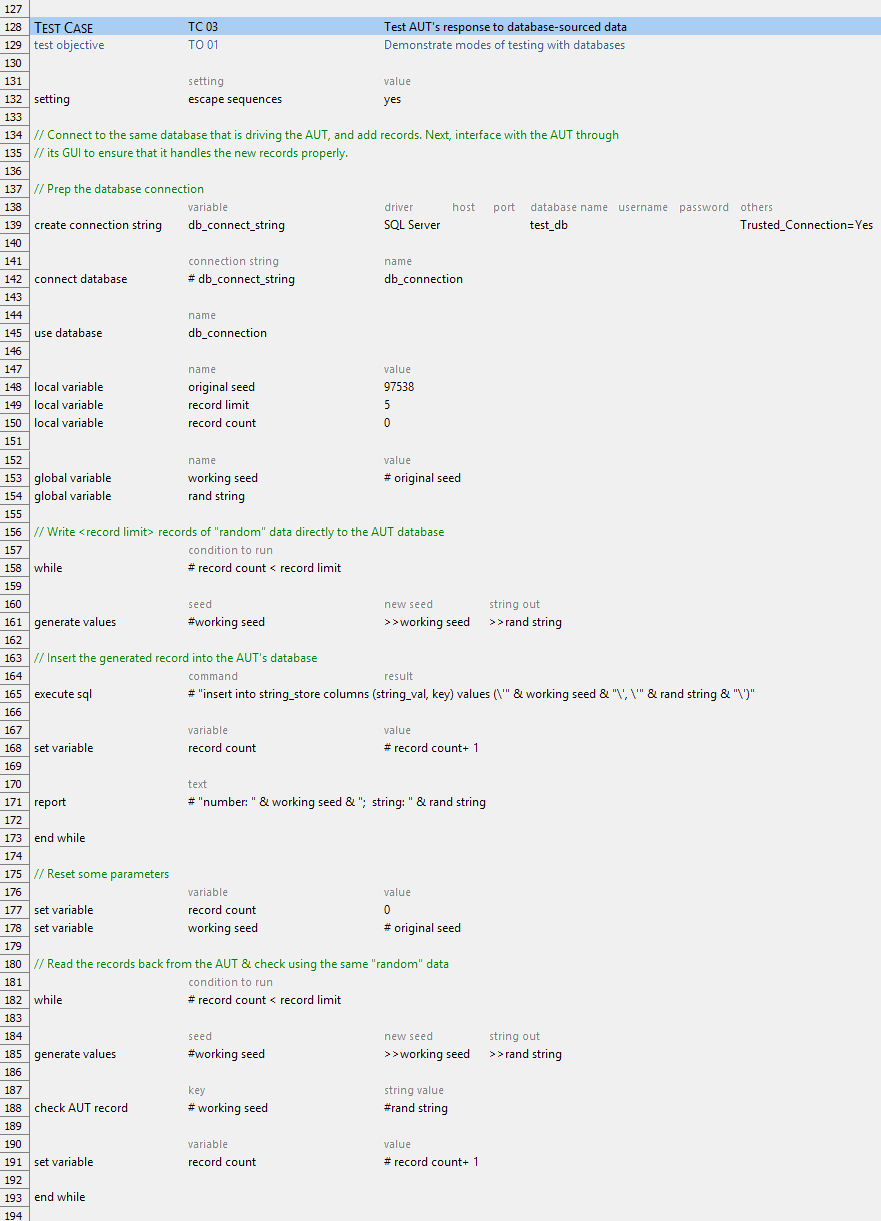 127
128 TEST CASE TC 03 Test AUT's response to database-sourced data
129 test objective TO 01 Demonstrate modes of testing with databases
130
131 setting value
132 setting escape sequences yes
133
134 // Connect to the same database that is driving the AUT, and add records. Next, interface with the AUT through
135 // its GUI to ensure that it handles the new records properly.
136
137 // Prep the database connection
138 variable driver host port database name username password others
139 create connection string db_connect_string SQL Server test_db Trusted_Connection=Yes
140
141 connection string name
142 connect database # db_connect_string db_connection
143
144 name
145 use database db_connection
146
147 name value
148 local variable original seed 97538
149 local variable record limit 5
150 local variable record count 0
151
152 name value
153 global variable working seed # original seed
154 global variable rand string
155
156 // Write <record limit> records of "random" data directly to the AUT database
157 condition to run
158 while # record count < record limit
159
160 seed new seed string out
161 generate values #working seed >>working seed >>rand string
162
163 // Insert the generated record into the AUT's database
164 command result
165 execute sql # "insert into string_store columns (string_val, key) values (\'" & working seed & "\', \'" & rand string & "\')"
166
167 variable value
168 set variable record count # record count+ 1
169
170 text
171 report # "number: " & working seed & ";  string: " & rand string
172
173 end while
174
175 // Reset some parameters
176 variable value
177 set variable record count 0
178 set variable working seed # original seed
179
180 // Read the records back from the AUT & check using the same "random" data
181 condition to run
182 while # record count < record limit
183
184 seed new seed string out
185 generate values #working seed >>working seed >>rand string
186
187 key string value
188 check AUT record # working seed #rand string
189
190 variable value
191 set variable record count # record count+ 1
192
193 end while
194